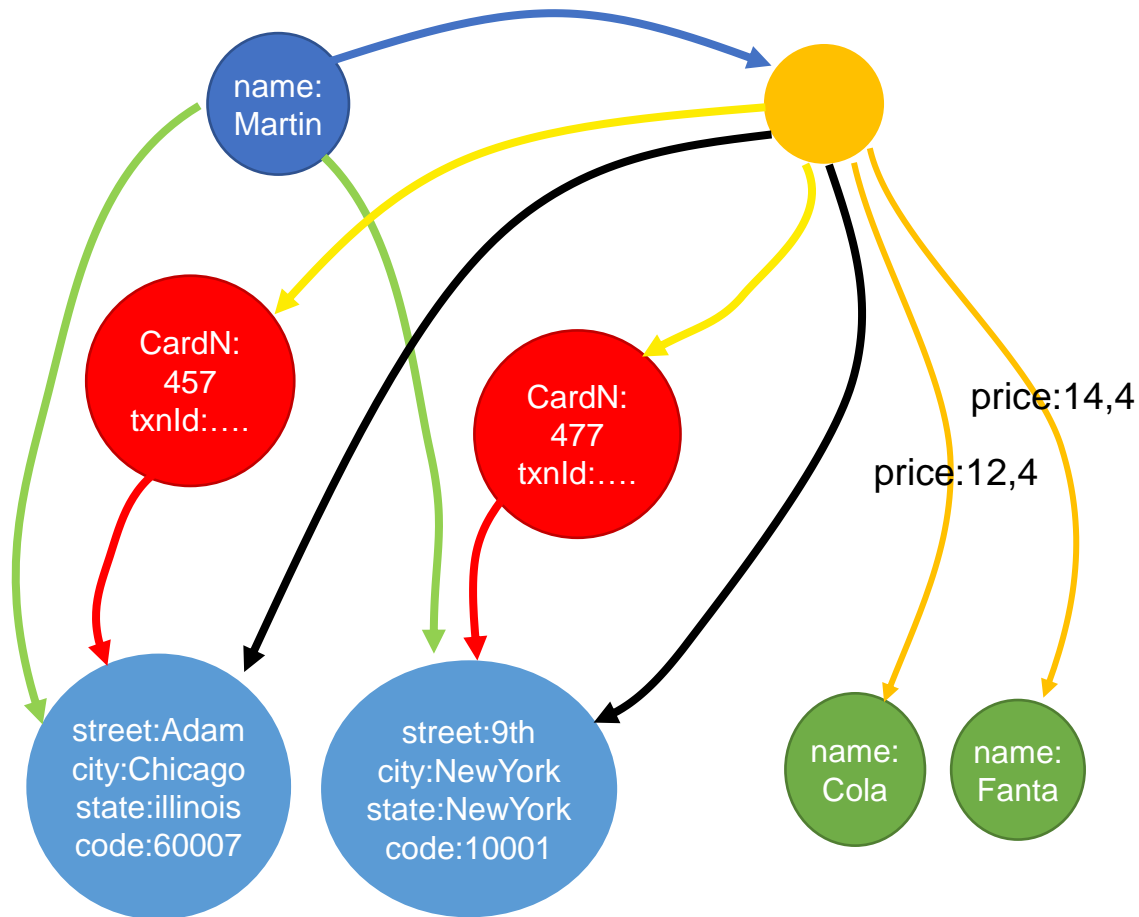 name:
Martin
CardN:
457
txnId:….
CardN:
477
txnId:….
price:14,4
price:12,4
street:Adam
city:Chicago
state:illinois
code:60007
street:9th
city:NewYork
state:NewYork
code:10001
name:
Cola
name:
Fanta